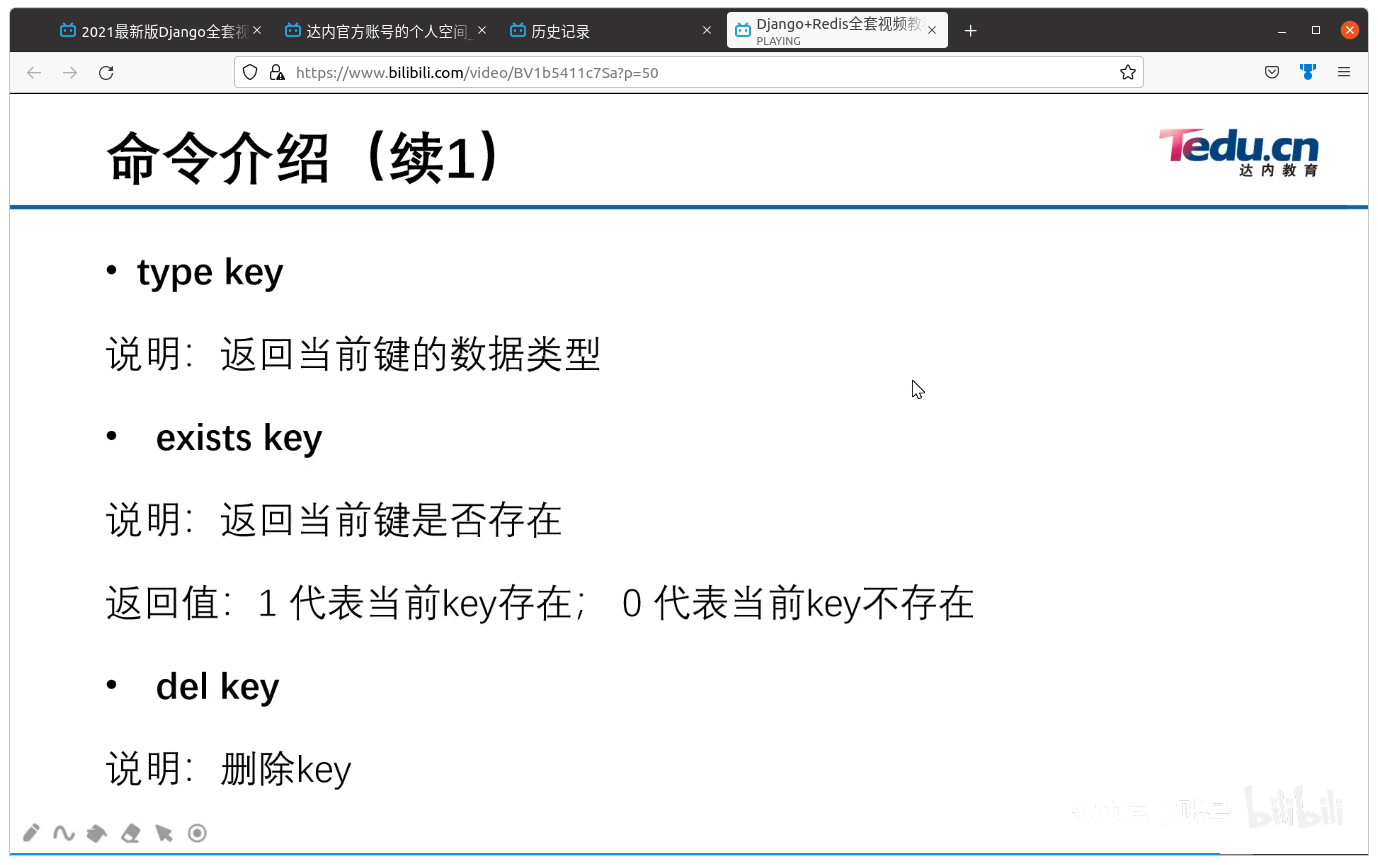 2021最新版Django全套视
达内官方账号的个人空间_
历史记录
Django+Redis全套视频教
PLAYING
https://www.bilibili.com/video/BV1b5411c7Sa?p=50
命令介绍（续1）
Tedu.cn
达内教育
• type key
说明：返回当前键的数据类型
• exists key
说明：返回当前键是否存在
返回值：1 代表当前key存在； 0 代表当前key不存在
• del key
说明：删除key
bilibili